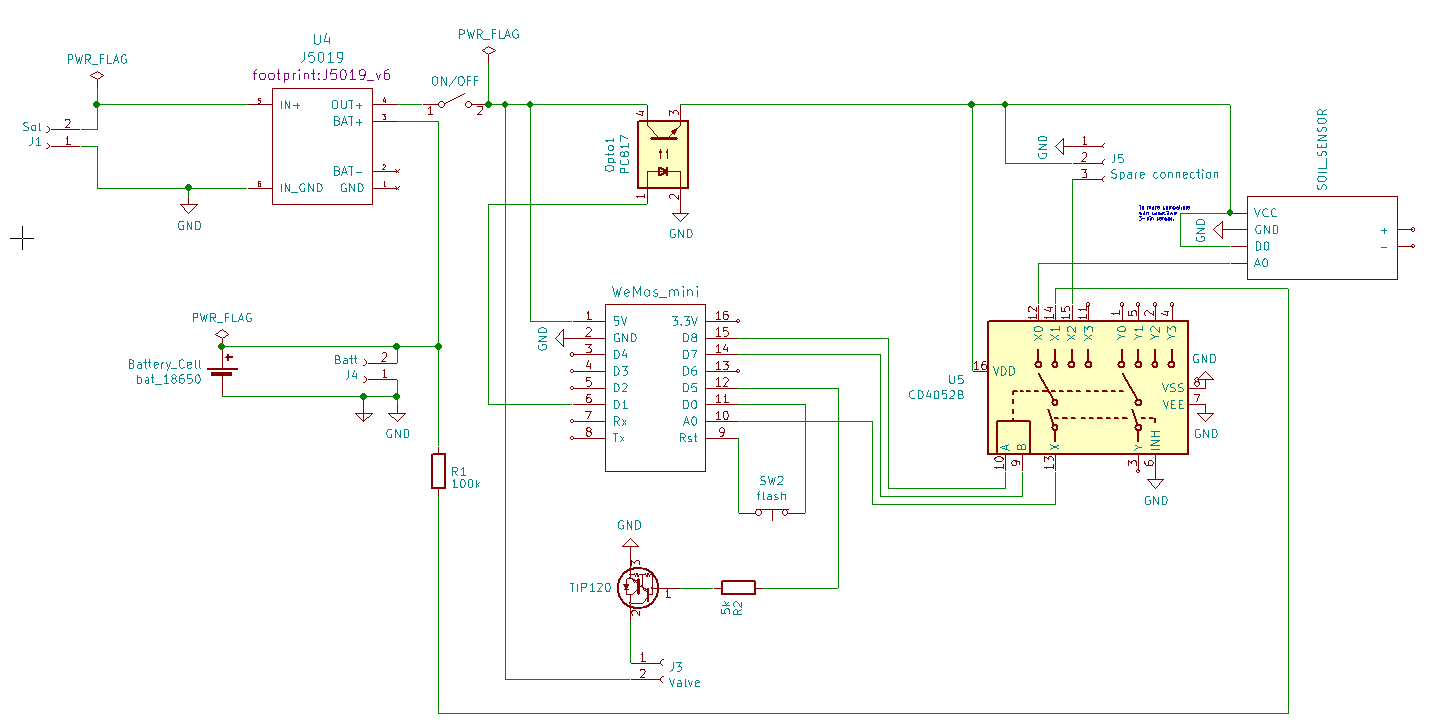 U4
J5019
footprint:J5019_v6
PWR_FLAG
PWR_FLAG
ON/OFF
1
2
5 IN+
OUT+ 4
BAT+ 3
BAT- 2
6 IN_GND
GND 1
Sol
J1
2
1
GND
Opto1
PC817
4
3
1
2
GND
GND
1
2
3
J5
Spare connection
SOIL_SENSOR
VCC
GND
D0
A0
+
-
GND
PWR_FLAG
Battery_Cell
bat_18650
+
Batt
J4
2
1
GND
R1
100k
WeMos_mini
GND
1 5V
2 GND
3 D4
4 D3
5 D2
6 D1
7 Rx
8 Tx
3.3V 16
D8 15
D7 14
D6 13
D5 12
D0 11
A0 10
Rst 9
SW2
flash
GND
TIP120
3
1
2
5k
R2
1
2
J3
Valve
U5
CD4052B
12
14
15
11
1
5
2
4
X0
X1
X2
X3
Y0
Y1
Y2
Y3
16
VDD
VSS
8
VEE
7
GND
GND
A
B
X
Y
INH
10
9
13
3
6
GND